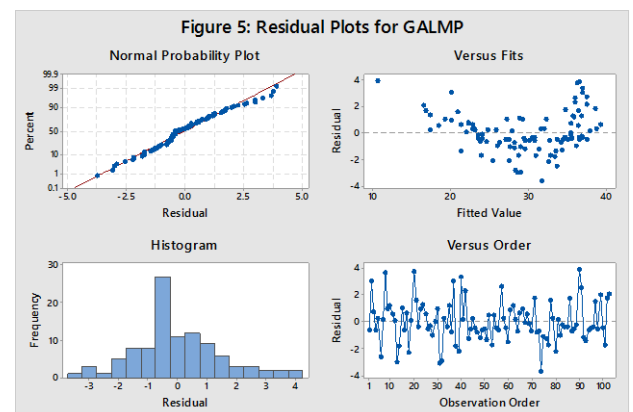 Figure 5: Residual Plots for GALMP
Normal Probability Plot
99.9
99
90
50
10
1
0.1
Percent
-5.0 -2.5 0.0 2.5 5.0
Residual
Versus Fits
4
2
0
-2
-4
Residual
10 20 30 40
Fitted Value
Histogram
30
20
10
0
Frequency
-3 -2 -1 0 1 2 3 4
Residual
Versus Order
4
2
0
-2
-4
Residual
1 10 20 30 40 50 60 70 80 90 100
Observation Order